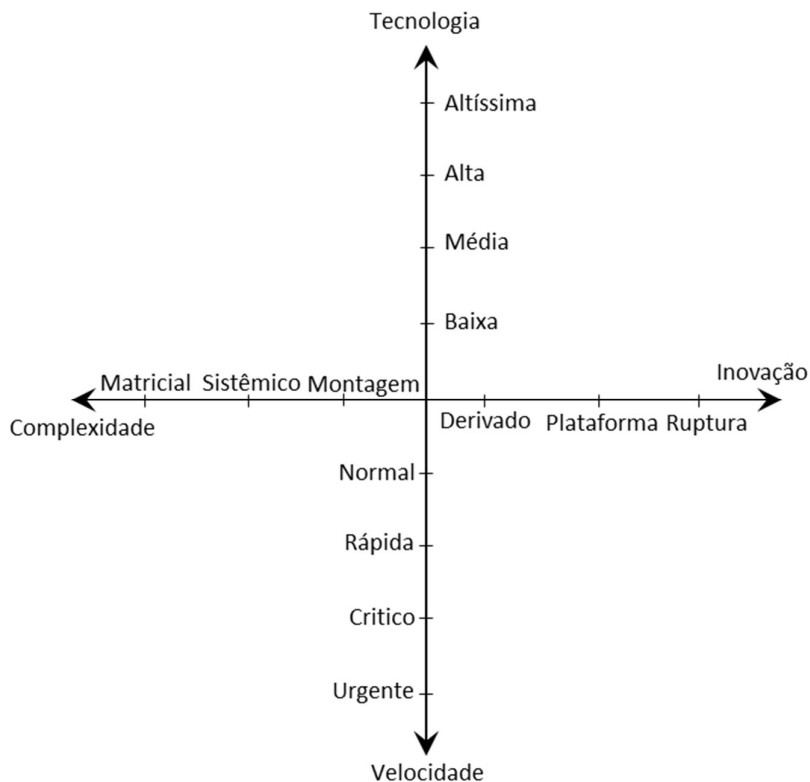 Tecnologia
Altíssima
Alta
Média
Baixa
Matricial Sistêmico Montagem
Inovação
Complexidade
Derivado Plataforma Ruptura
Normal
Rápida
Critico
Urgente
Velocidade